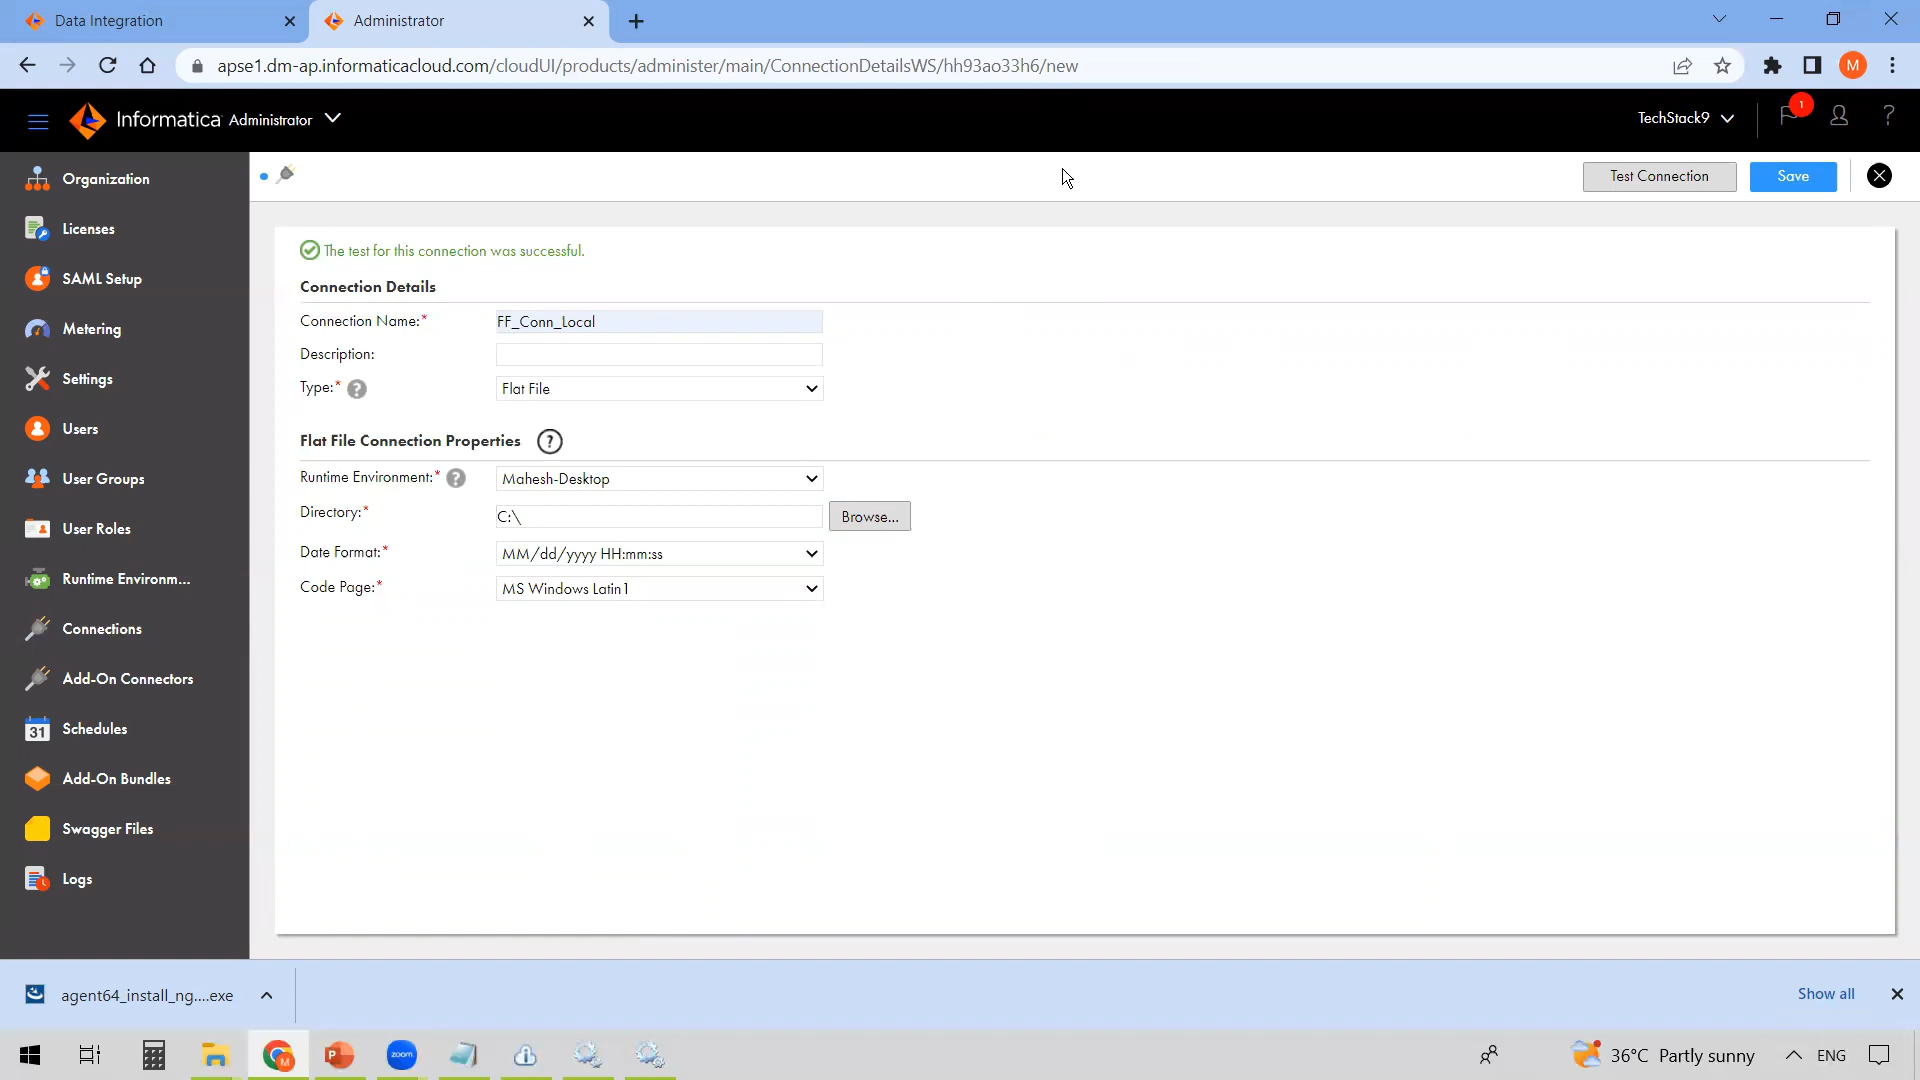 Data Integration
Administrator
apse1.dm-ap.informaticacloud.com/cloudUI/products/administer/main/ConnectionDetailsWS/hh93ao33h6/new
M
Informatica Administrator
TechStack9
1
?
Organization
Licenses
SAML Setup
Metering
Settings
Users
User Groups
User Roles
Runtime Environm...
Connections
Add-On Connectors
31 Schedules
Add-On Bundles
Swagger Files
Logs
Test Connection
Save
The test for this connection was successful.
Connection Details
Connection Name:* FF_Conn_Local
Description:
Type:* ? Flat File
Flat File Connection Properties ?
Runtime Environment:* ? Mahesh-Desktop
Directory:* C:\ Browse...
Date Format:* MM/dd/yyyy HH:mm:ss
Code Page:* MS Windows Latin1
agent64_install_ng....exe
Show all
M
P
zoom
36°C Partly sunny
ENG